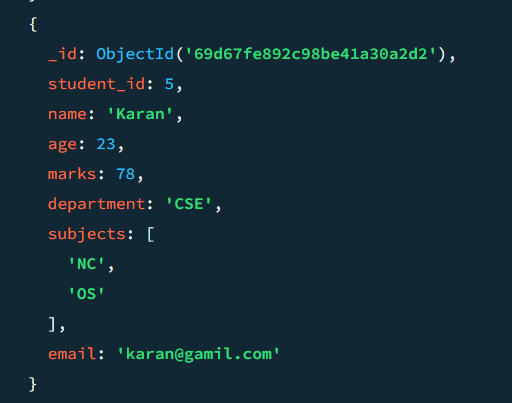 {
_id: ObjectId('69d67fe892c98be41a30a2d2'),
student_id: 5,
name: 'Karan',
age: 23,
marks: 78,
department: 'CSE',
subjects: [
'NC',
'OS'
],
email: 'karan@gamil.com'
}